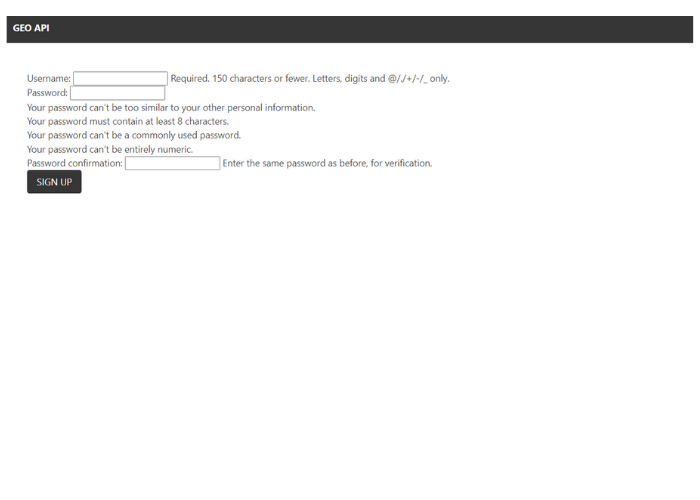 GEO API
Username: Required. 150 characters or fewer. Letters, digits and @/./+/-/_ only.
Password:
Your password can't be too similar to your other personal information.
Your password must contain at least 8 characters.
Your password can't be a commonly used password.
Your password can't be entirely numeric.
Password confirmation: Enter the same password as before, for verification.
SIGN UP